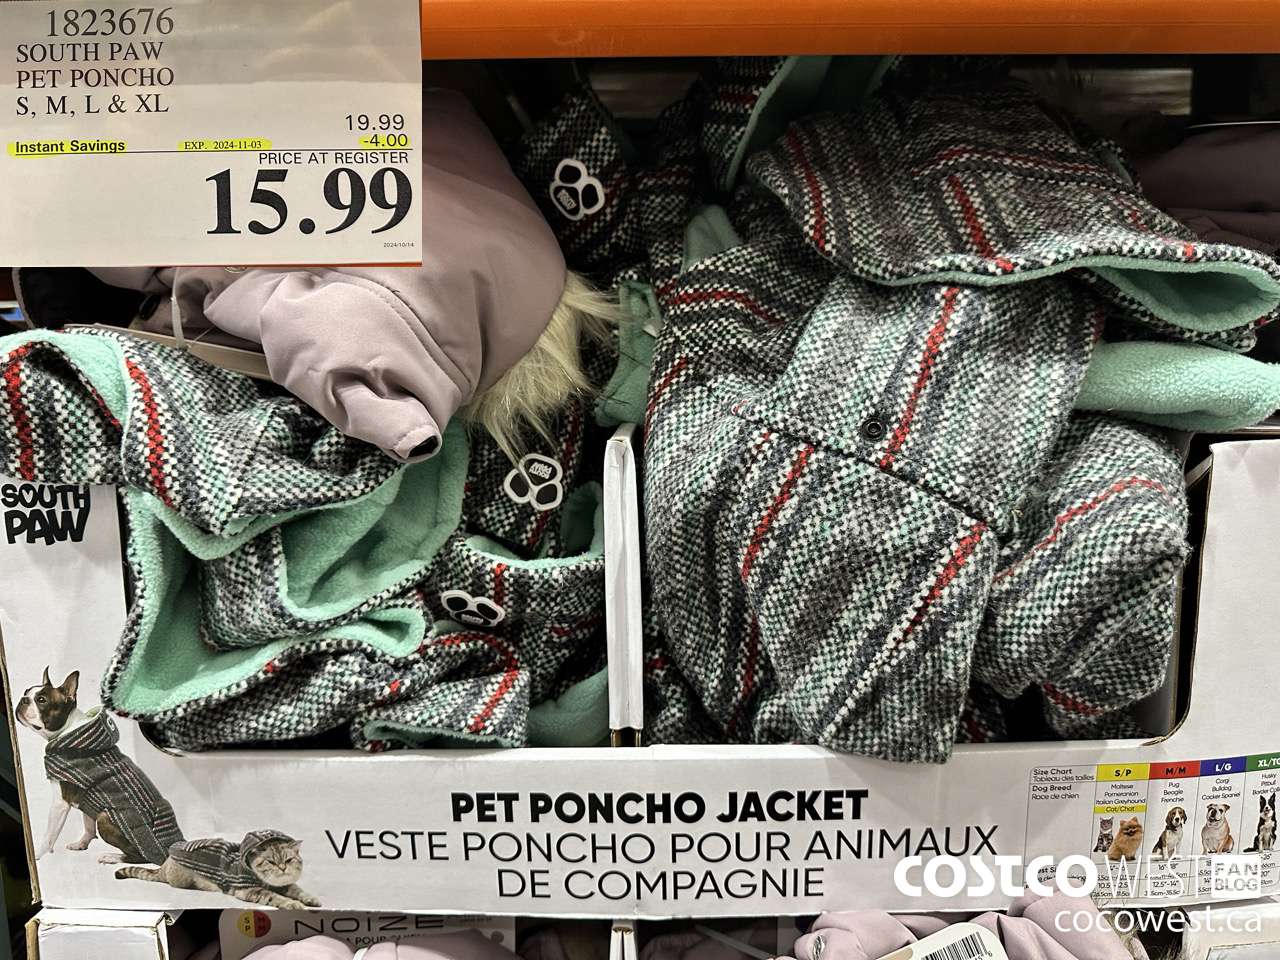 1823676
SOUTH PAW
PET PONCHO
S, M, L & XL
19.99
Instant Savings EXP. 2024-11-03 -4.00
PRICE AT REGISTER
15.99
2024/10/14
SOUTH
PAW
PET PONCHO JACKET
VESTE PONCHO POUR ANIMAUX
DE COMPAGNIE
Size Chart
Tableau des tailles
Dog Breed
Race de chien
S/P
Maltese
Pomeranian
Italian Greyhound
Cat/Chat
M/M
Pug
Beagle
Frenchie
L/G
Corgi
Bulldog
Cocker Spaniel
Husky
Pitbull
NOIZE
COSTCO WEST
FAN
BLOG
cocowest.ca